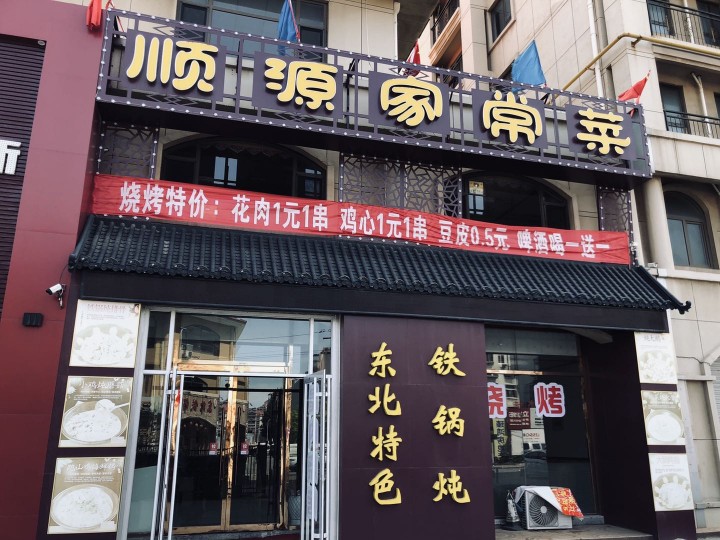 顺源家常菜
烧烤特价：花肉1元1串 鸡心1元1串 豆皮0.5元 啤酒喝一送一
东北特色
铁锅炖
烧烤